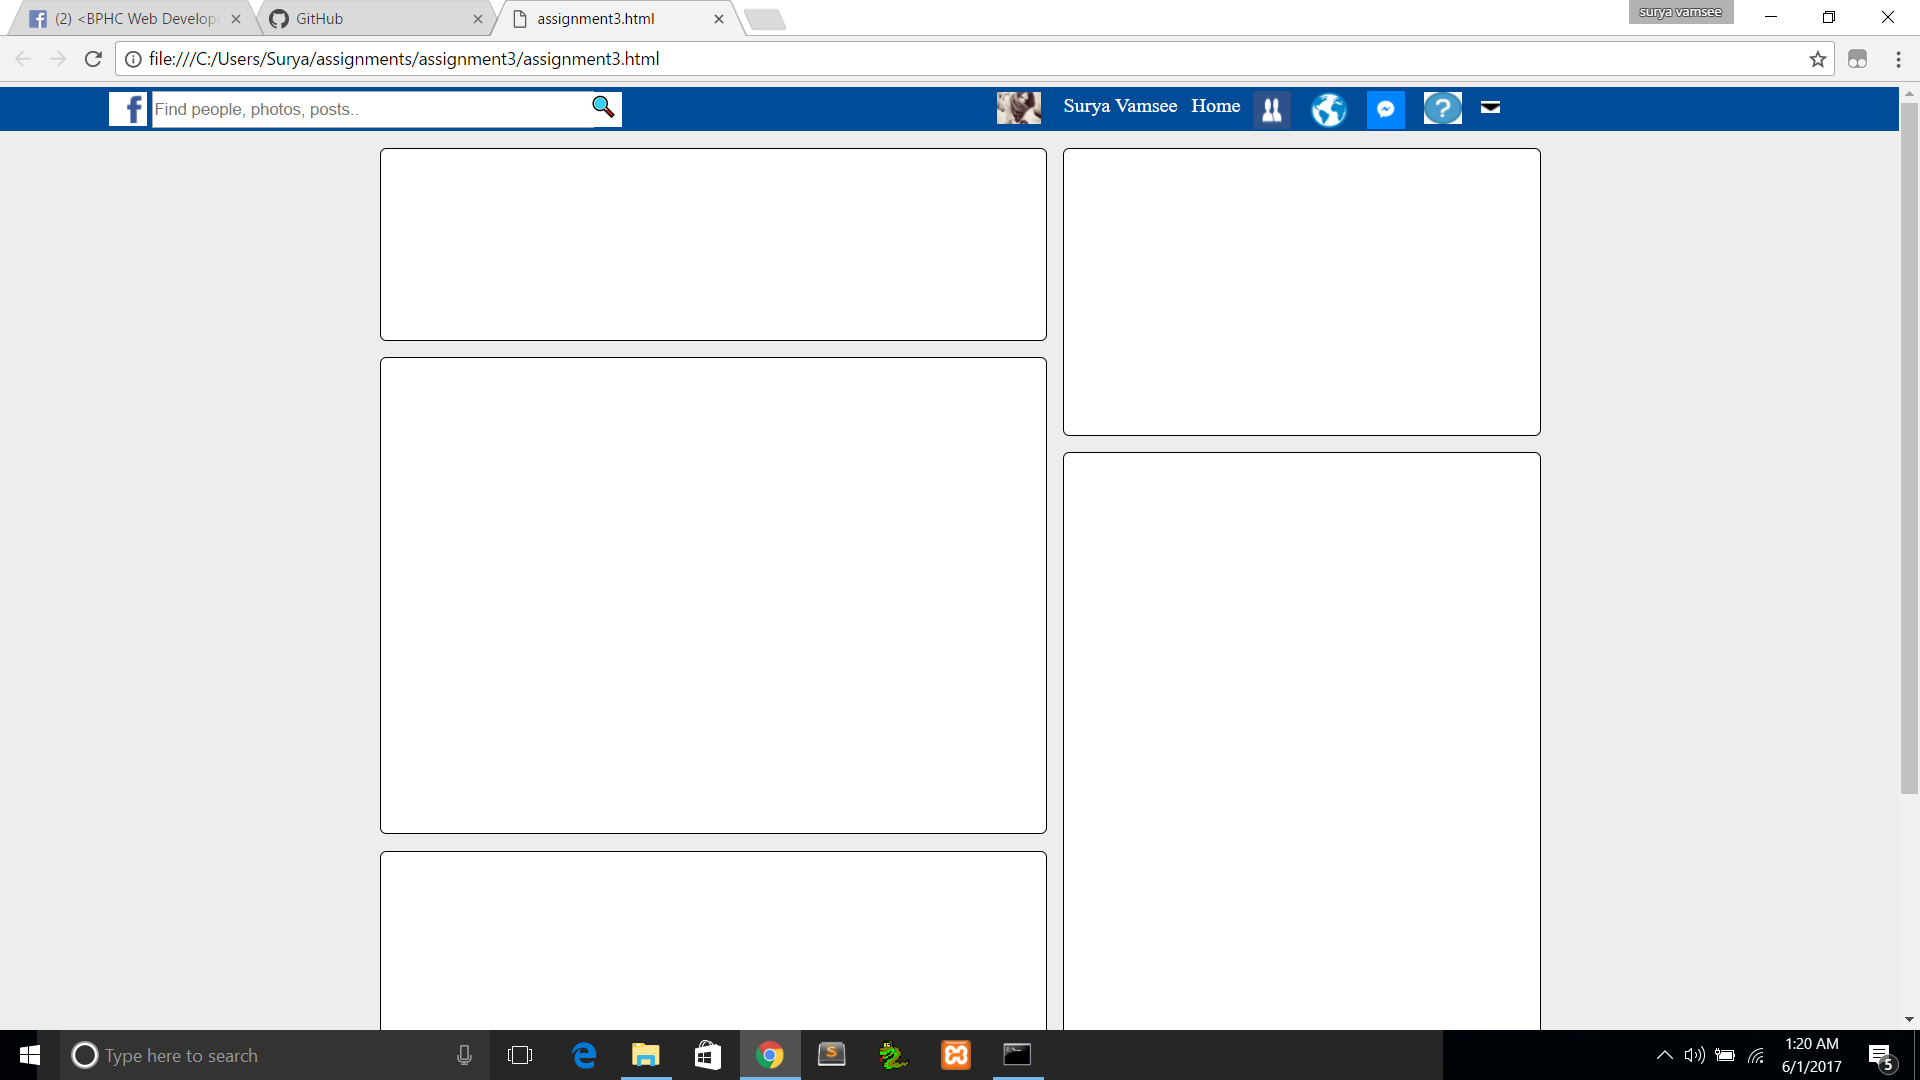 (2) <BPHC Web Develop
GitHub
assignment3.html
surya vamsee
file:///C:/Users/Surya/assignments/assignment3/assignment3.html
f
Find people, photos, posts..
Surya Vamsee
Home
?
Type here to search
1:20 AM
6/1/2017
5